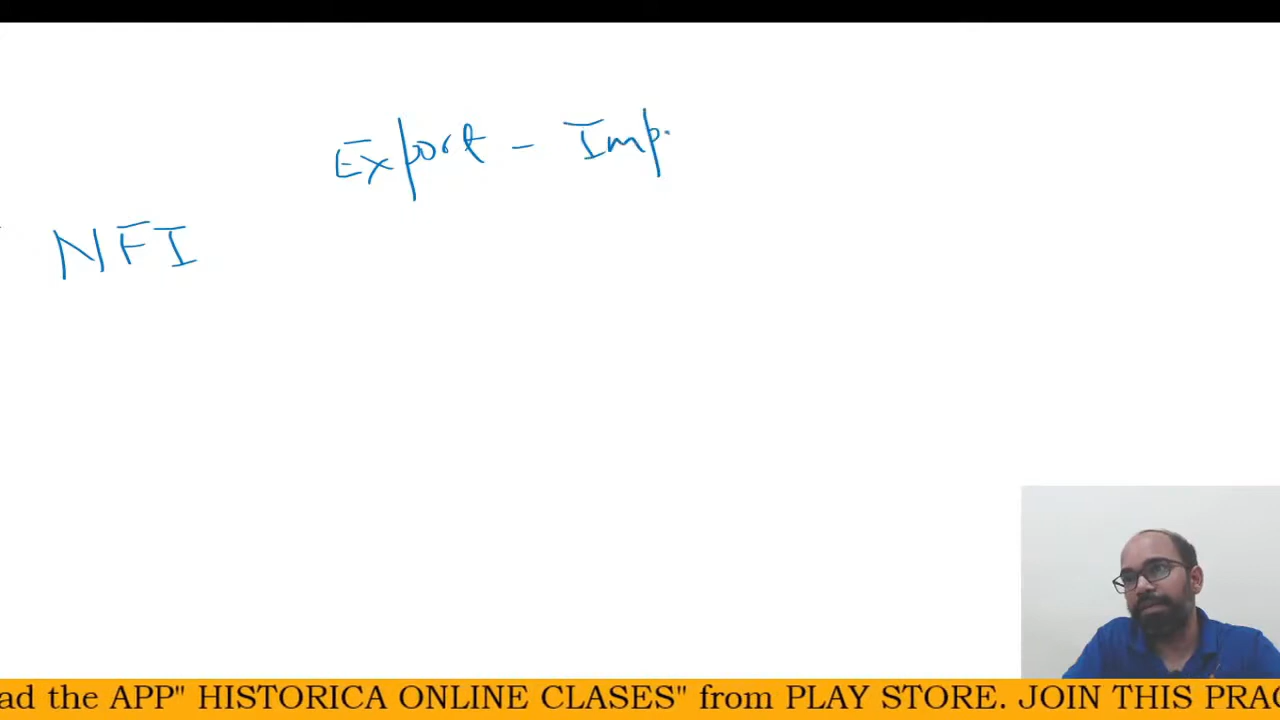 Export - Imp.
NFI
ad the APP" HISTORICA ONLINE CLASES" from PLAY STORE. JOIN THIS PRAC